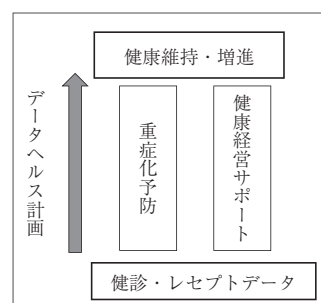 健康維持・増進
データヘルス計画
重症化予防
健康経営サポート
健診・レセプトデータ